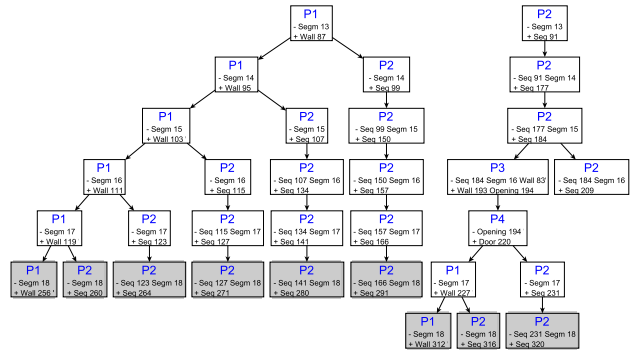 P1
- Segm 13
+ Wall 87
P2
- Segm 13
+ Seq 91
P1
- Segm 14
+ Wall 95
P2
- Segm 14
+ Seq 99
P2
- Seq 91 Segm 14
+ Seq 177
P1
- Segm 15
+ Wall 103 '
P2
- Segm 15
+ Seq 107
P2
- Seq 99 Segm 15
+ Seq 150
P2
- Seq 177 Segm 15
+ Seq 184
P1
- Segm 16
+ Wall 111
P2
- Segm 16
+ Seq 115
P2
- Seq 107 Segm 16
+ Seq 134
P2
- Seq 150 Segm 16
+ Seq 157
P3
- Seq 184 Segm 16 Wall 83'
+ Wall 193 Opening 194
P2
- Seq 184 Segm 16
+ Seq 209
P1
- Segm 17
+ Wall 119
P2
- Segm 17
+ Seq 123
P2
- Seq 115 Segm 17
+ Seq 127
P2
- Seq 134 Segm 17
+ Seq 141
P2
- Seq 157 Segm 17
+ Seq 166
P4
- Opening 194
+ Door 220
P1
- Segm 18
+ Wall 256 '
P2
- Segm 18
+ Seq 260
P2
- Seq 123 Segm 18
+ Seq 264
P2
- Seq 127 Segm 18
+ Seq 271
P2
- Seq 141 Segm 18
+ Seq 280
P2
- Seq 166 Segm 18
+ Seq 291
P1
- Segm 17
+ Wall 227
P2
- Segm 17
+ Seq 231
P1
- Segm 18
+ Wall 312
P2
- Segm 18
+ Seq 316
P2
- Seq 231 Segm 18
+ Seq 320